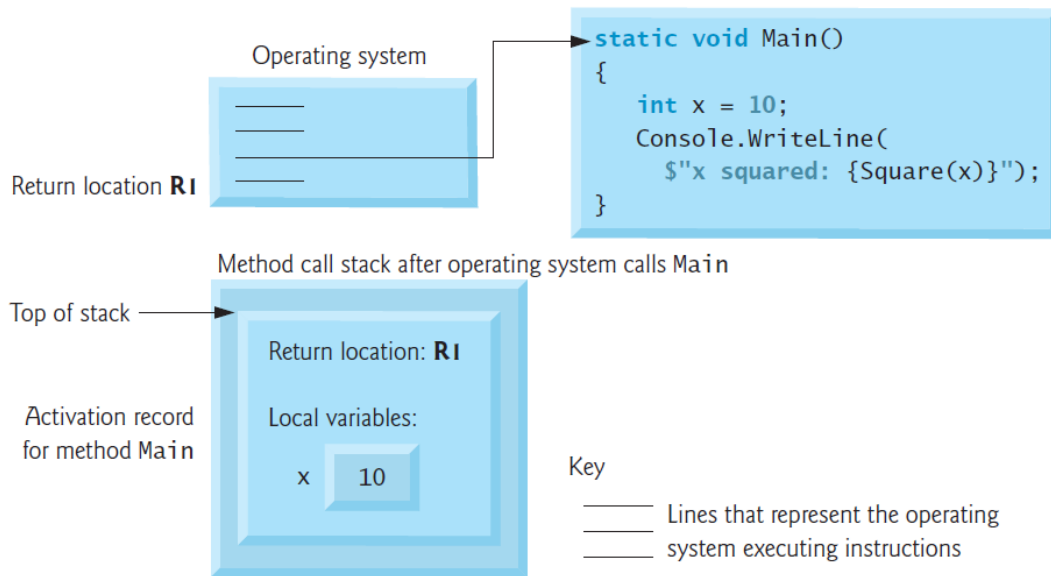 Operating system
Return location R1
static void Main()
{
int x = 10;
Console.WriteLine(
$"x squared: {Square(x)}");
}
Method call stack after operating system calls Main
Top of stack
Return location: R1
Activation record
for method Main
Local variables:
x 10
Key
Lines that represent the operating
system executing instructions